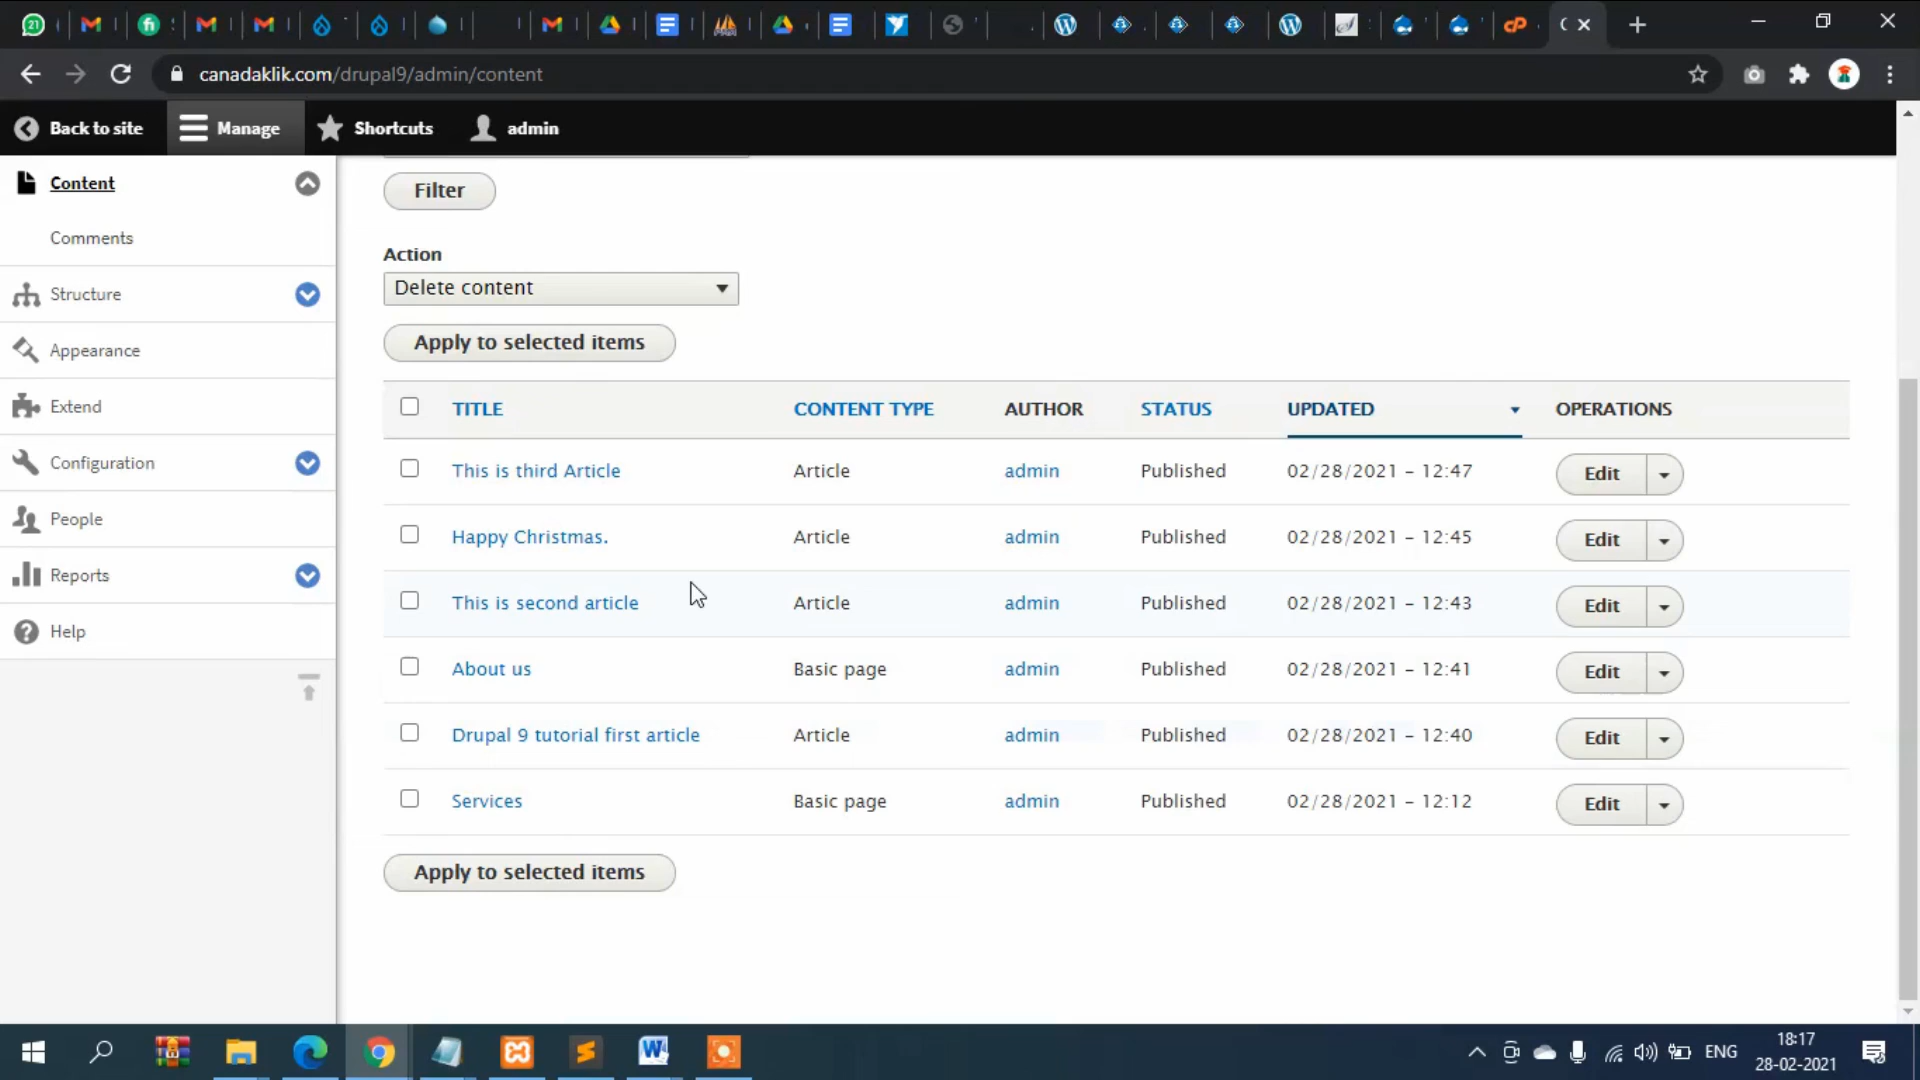 21
canadaklik.com/drupal9/admin/content
Back to site
Manage
Shortcuts
admin
Content
Comments
Structure
Appearance
Extend
Configuration
People
Reports
Help
Filter
Action
Delete content
Apply to selected items
TITLE CONTENT TYPE AUTHOR STATUS UPDATED OPERATIONS
This is third Article Article admin Published 02/28/2021 - 12:47 Edit
Happy Christmas. Article admin Published 02/28/2021 - 12:45 Edit
This is second article Article admin Published 02/28/2021 - 12:43 Edit
About us Basic page admin Published 02/28/2021 - 12:41 Edit
Drupal 9 tutorial first article Article admin Published 02/28/2021 - 12:40 Edit
Services Basic page admin Published 02/28/2021 - 12:12 Edit
Apply to selected items
ENG
18:17
28-02-2021